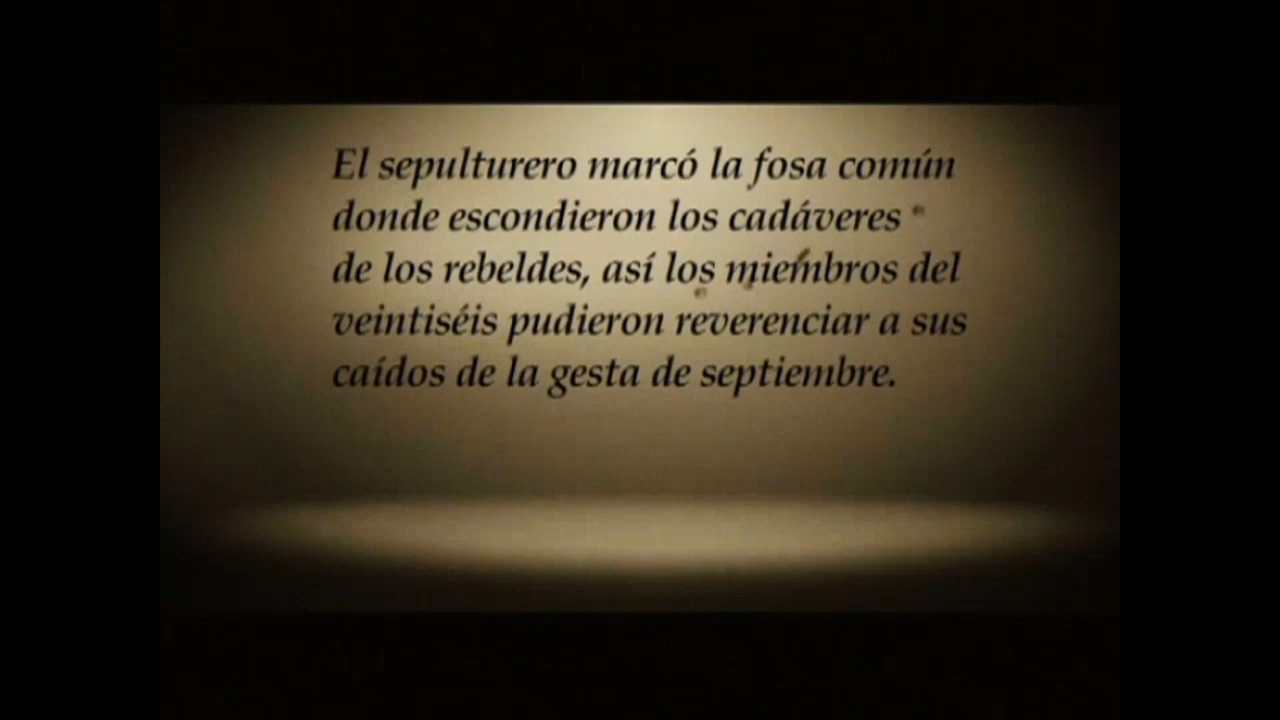 El sepulturero marcó la fosa común
donde escondieron los cadáveres
de los rebeldes, así los miembros del
veintiséis pudieron reverenciar a sus
caídos de la gesta de septiembre.